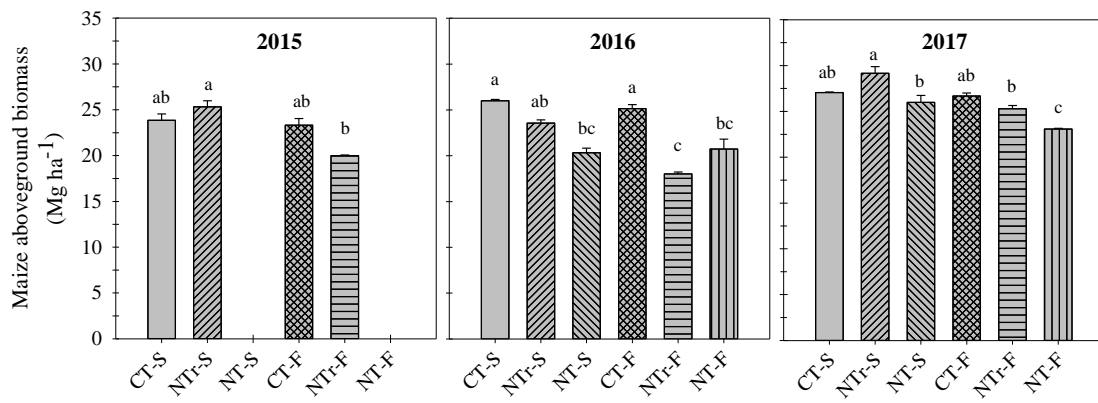 Maize aboveground biomass
(Mg ha⁻¹)
35
30
25
20
15
10
5
0
2015
ab
a
ab
b
CT-S
NTr-S
NT-S
CT-F
NTr-F
NT-F
2016
a
ab
bc
a
c
bc
CT-S
NTr-S
NT-S
CT-F
NTr-F
NT-F
2017
ab
a
b
ab
b
c
CT-S
NTr-S
NT-S
CT-F
NTr-F
NT-F